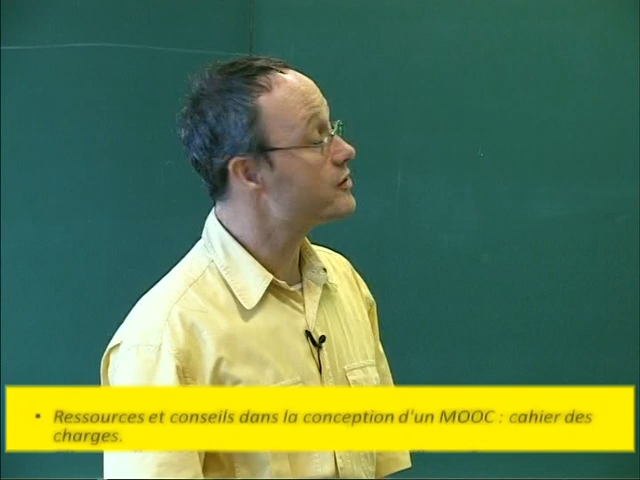 • Ressources et conseils dans la conception d'un MOOC : cahier des
charges.